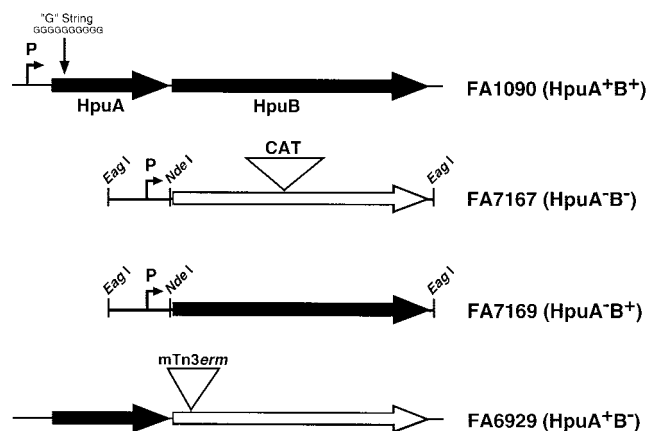 "G" String
GGGGGGGGGG
P
HpuA HpuB
FA1090 (HpuA+B+)
Eag I P Nde I CAT Eag I
FA7167 (HpuA-B-)
Eag I P Nde I Eag I
FA7169 (HpuA-B+)
mTn3erm
FA6929 (HpuA+B-)